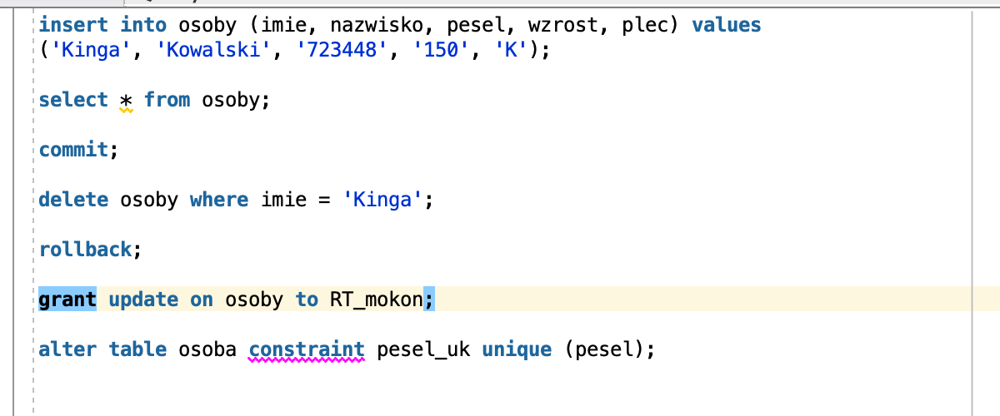 insert into osoby (imie, nazwisko, pesel, wzrost, plec) values
('Kinga', 'Kowalski', '723448', '150', 'K');
select * from osoby;
commit;
delete osoby where imie = 'Kinga';
rollback;
grant update on osoby to RT_mokon;
alter table osoba constraint pesel_uk unique (pesel);